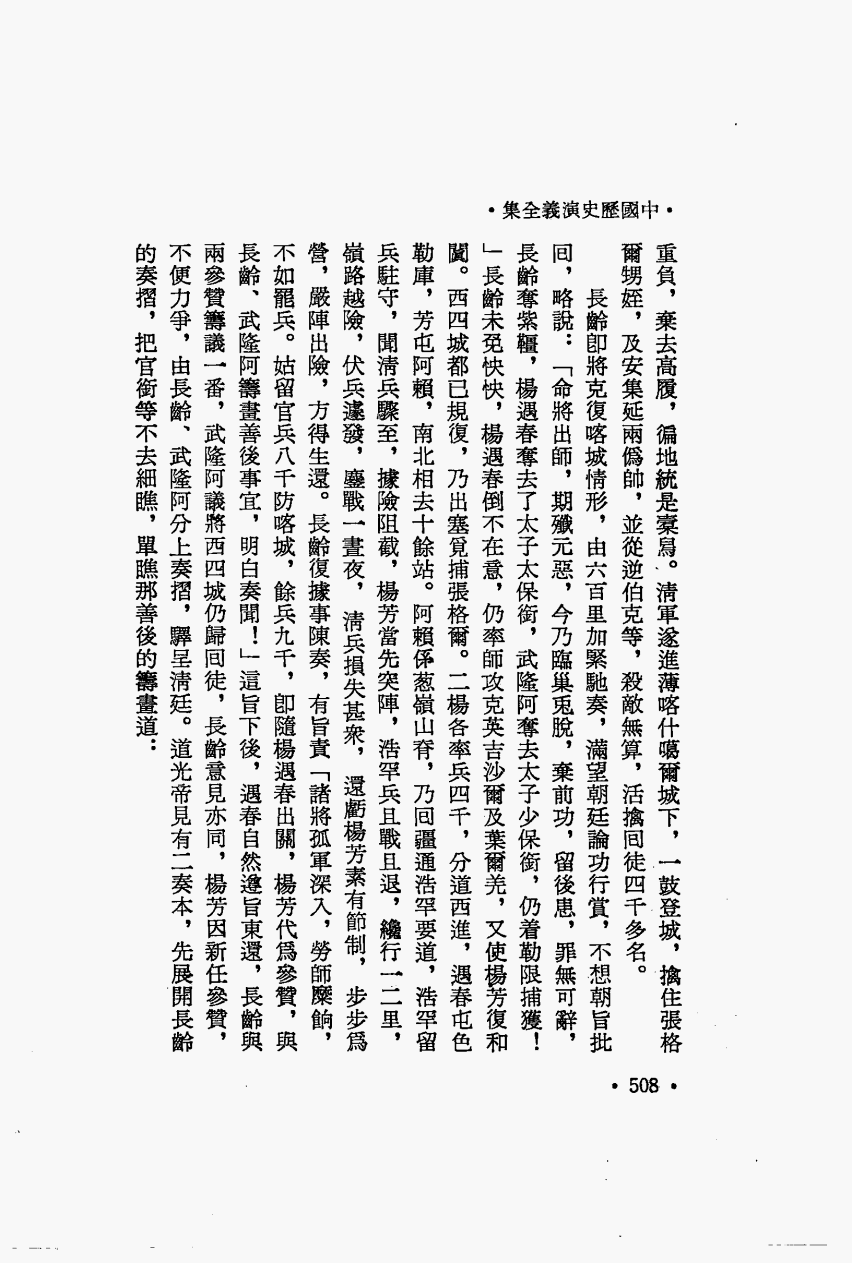 •中國歷史演義全集•
重負，棄去高履，徧地統是橐舄。淸軍遂進薄喀什噶爾城下，一鼓登城，擒住張格
爾甥姪，及安集延兩僞帥，並從逆伯克等，殺敵無算，活擒回徒四千多名。
長齡卽將克復喀城情形，由六百里加緊馳奏，滿望朝廷論功行賞，不想朝旨批
回，略說：「命將出師，期殲元惡，今乃臨巢兎脫，棄前功，留後患，罪無可辭，
長齡奪紫韁，楊遇春奪去了太子太保銜，武隆阿奪去太子少保銜，仍着勒限捕獲！
」長齡未免怏怏，楊遇春倒不在意，仍率師攻克英吉沙爾及葉爾羌，又使楊芳復和
闐。西四城都已規復，乃出塞覓捕張格爾。二楊各率兵四千，分道西進，遇春屯色
勒庫，芳屯阿賴，南北相去十餘站。阿賴係葱嶺山脊，乃回疆通浩罕要道，浩罕留
兵駐守，聞淸兵驟至，據險阻截，楊芳當先突陣，浩罕兵且戰且退，纔行一二里，
嶺路越險，伏兵遽發，鏖戰一晝夜，淸兵損失甚衆，還虧楊芳素有節制，步步爲
營，嚴陣出險，方得生還。長齡復據事陳奏，有旨責「諸將孤軍深入，勞師糜餉，
不如罷兵。姑留官兵八千防喀城，餘兵九千，卽隨楊遇春出關，楊芳代爲參贊，與
長齡、武隆阿籌畫善後事宜，明白奏聞！」這旨下後，遇春自然遵旨東還，長齡與
兩參贊籌議一番，武隆阿議將西四城仍歸回徒，長齡意見亦同，楊芳因新任參贊，
不便力爭，由長齡、武隆阿分上奏摺，驛呈淸廷。道光帝見有二奏本，先展開長齡
的奏摺，把官銜等不去細瞧，單瞧那善後的籌畫道：
•508•